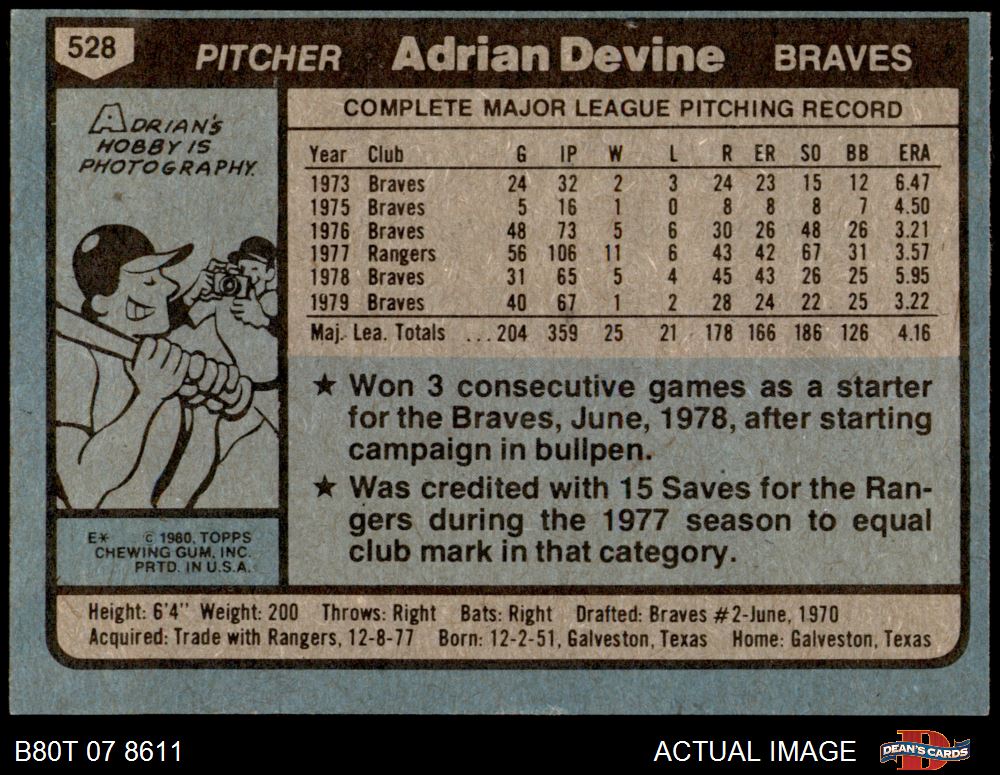 528 PITCHER Adrian Devine BRAVES
ADRIAN'S
HOBBY IS
PHOTOGRAPHY.
COMPLETE MAJOR LEAGUE PITCHING RECORD
Year Club G IP W L R ER SO BB ERA
1973 Braves 24 32 2 3 24 23 15 12 6.47
1975 Braves 5 16 1 0 8 8 8 7 4.50
1976 Braves 48 73 5 6 30 26 48 26 3.21
1977 Rangers 56 106 11 6 43 42 67 31 3.57
1978 Braves 31 65 5 4 45 43 26 25 5.95
1979 Braves 40 67 1 2 28 24 22 25 3.22
Maj. Lea. Totals ... 204 359 25 21 178 166 186 126 4.16
★ Won 3 consecutive games as a starter
for the Braves, June, 1978, after starting
campaign in bullpen.
★ Was credited with 15 Saves for the Ran-
gers during the 1977 season to equal
club mark in that category.
E* © 1980, TOPPS
CHEWING GUM, INC.
PRTD. IN U.S.A.
Height: 6'4" Weight: 200 Throws: Right Bats: Right Drafted: Braves #2-June, 1970
Acquired: Trade with Rangers, 12-8-77 Born: 12-2-51, Galveston, Texas Home: Galveston, Texas
B80T 07 8611 ACTUAL IMAGE DEAN'S CARDS